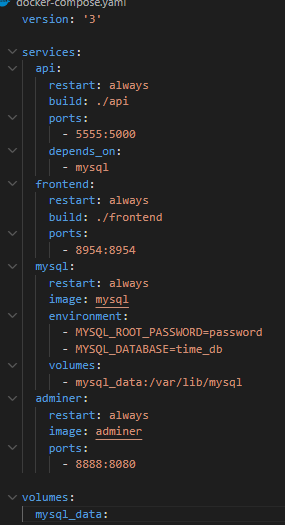 docker-compose.yaml
version: '3'
services:
  api:
    restart: always
    build: ./api
    ports:
      - 5555:5000
    depends_on:
      - mysql
  frontend:
    restart: always
    build: ./frontend
    ports:
      - 8954:8954
  mysql:
    restart: always
    image: mysql
    environment:
      - MYSQL_ROOT_PASSWORD=password
      - MYSQL_DATABASE=time_db
    volumes:
      - mysql_data:/var/lib/mysql
  adminer:
    restart: always
    image: adminer
    ports:
      - 8888:8080
volumes:
  mysql_data: